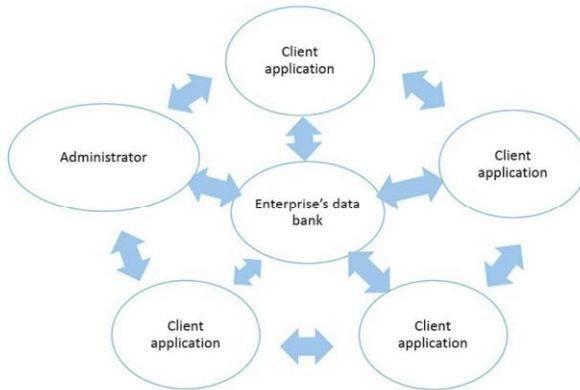 Client
application
Administrator
Client
application
Enterprise's data
bank
Client
application
Client
application